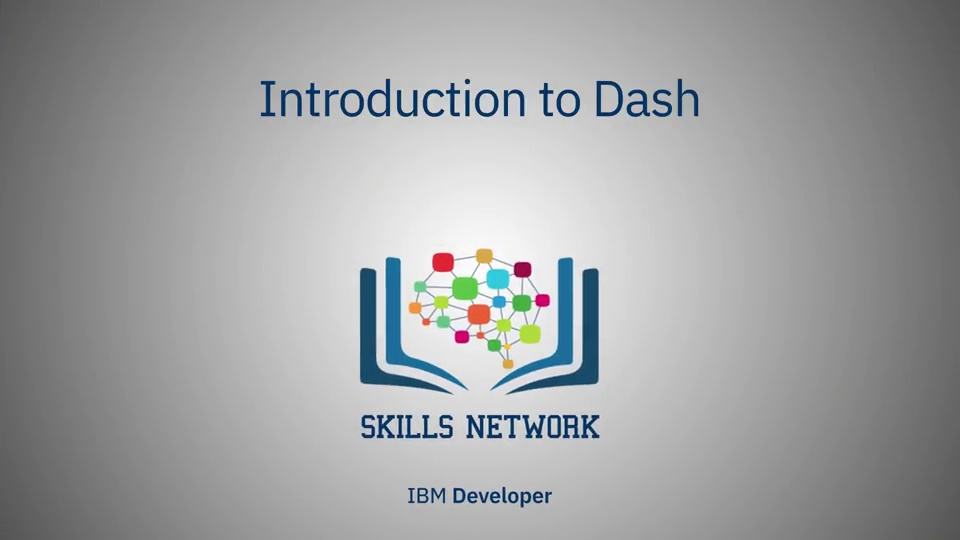 Introduction to Dash
SKILLS NETWORK
IBM Developer